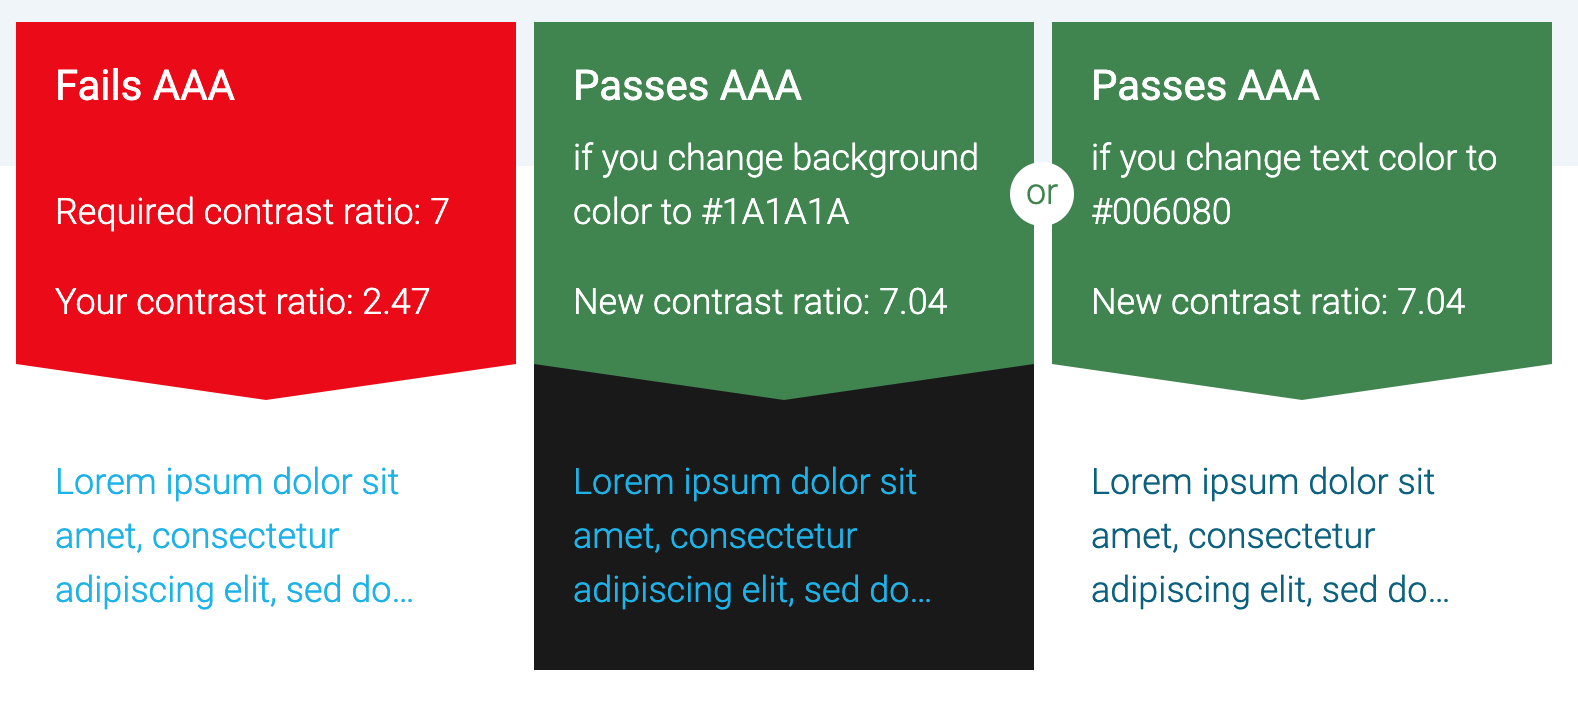 Fails AAA
Required contrast ratio: 7
Your contrast ratio: 2.47
Lorem ipsum dolor sit
amet, consectetur
adipiscing elit, sed do...
Passes AAA
if you change background
color to #1A1A1A
New contrast ratio: 7.04
Lorem ipsum dolor sit
amet, consectetur
adipiscing elit, sed do...
or
Passes AAA
if you change text color to
#006080
New contrast ratio: 7.04
Lorem ipsum dolor sit
amet, consectetur
adipiscing elit, sed do...